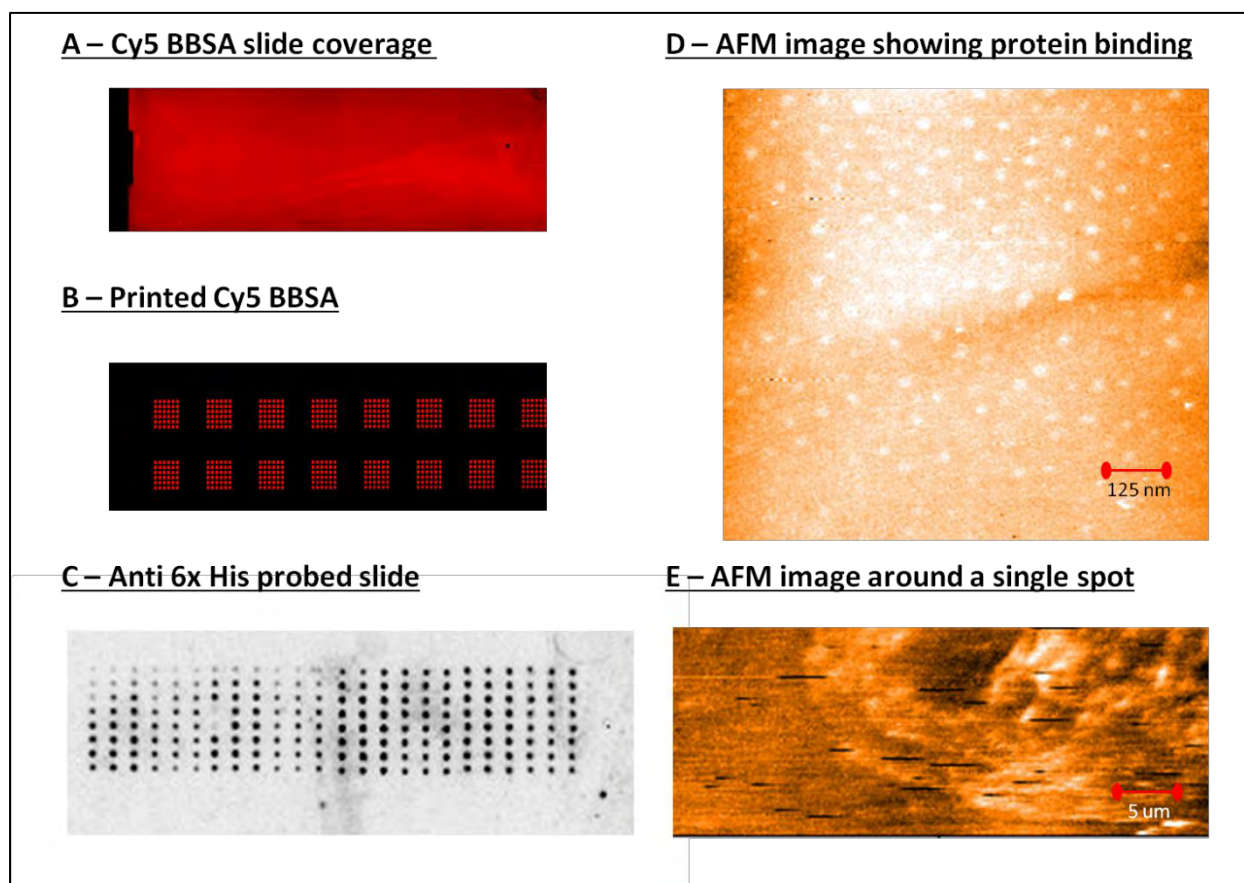 A – Cy5 BBSA slide coverage
B – Printed Cy5 BBSA
C – Anti 6x His probed slide
D – AFM image showing protein binding
125 nm
E – AFM image around a single spot
5 um